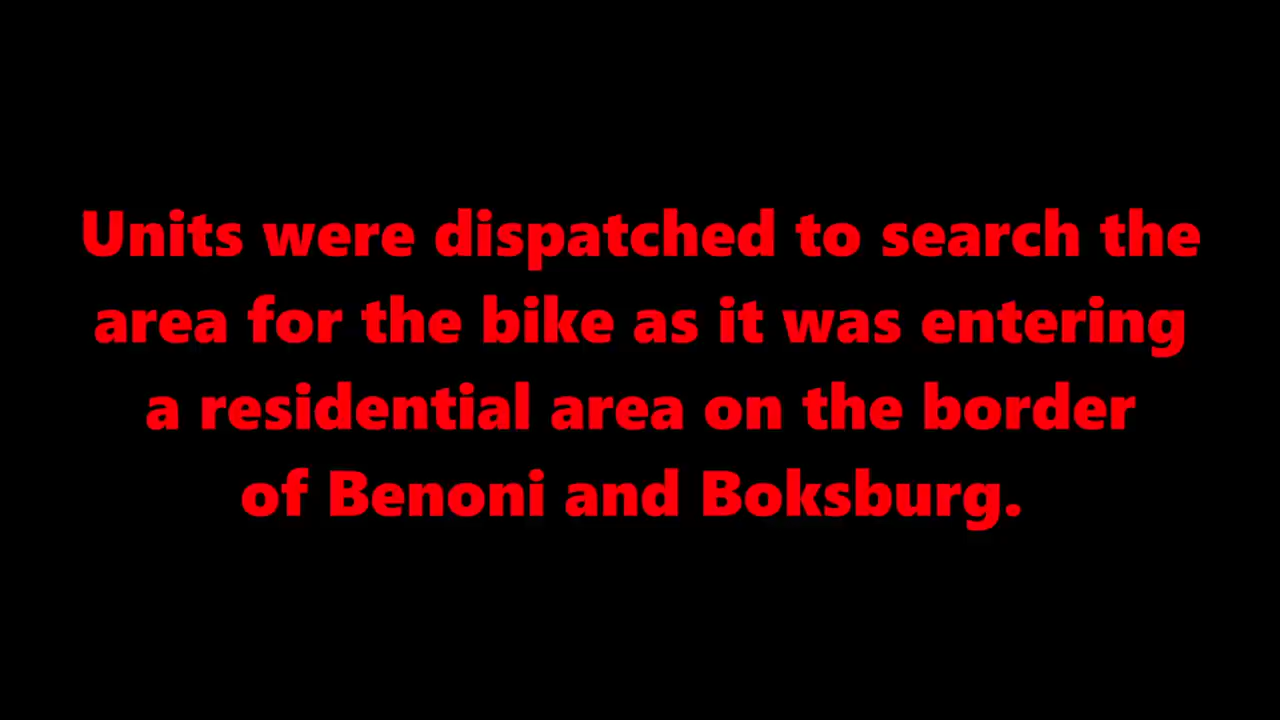 Units were dispatched to search the
area for the bike as it was entering
a residential area on the border
of Benoni and Boksburg.